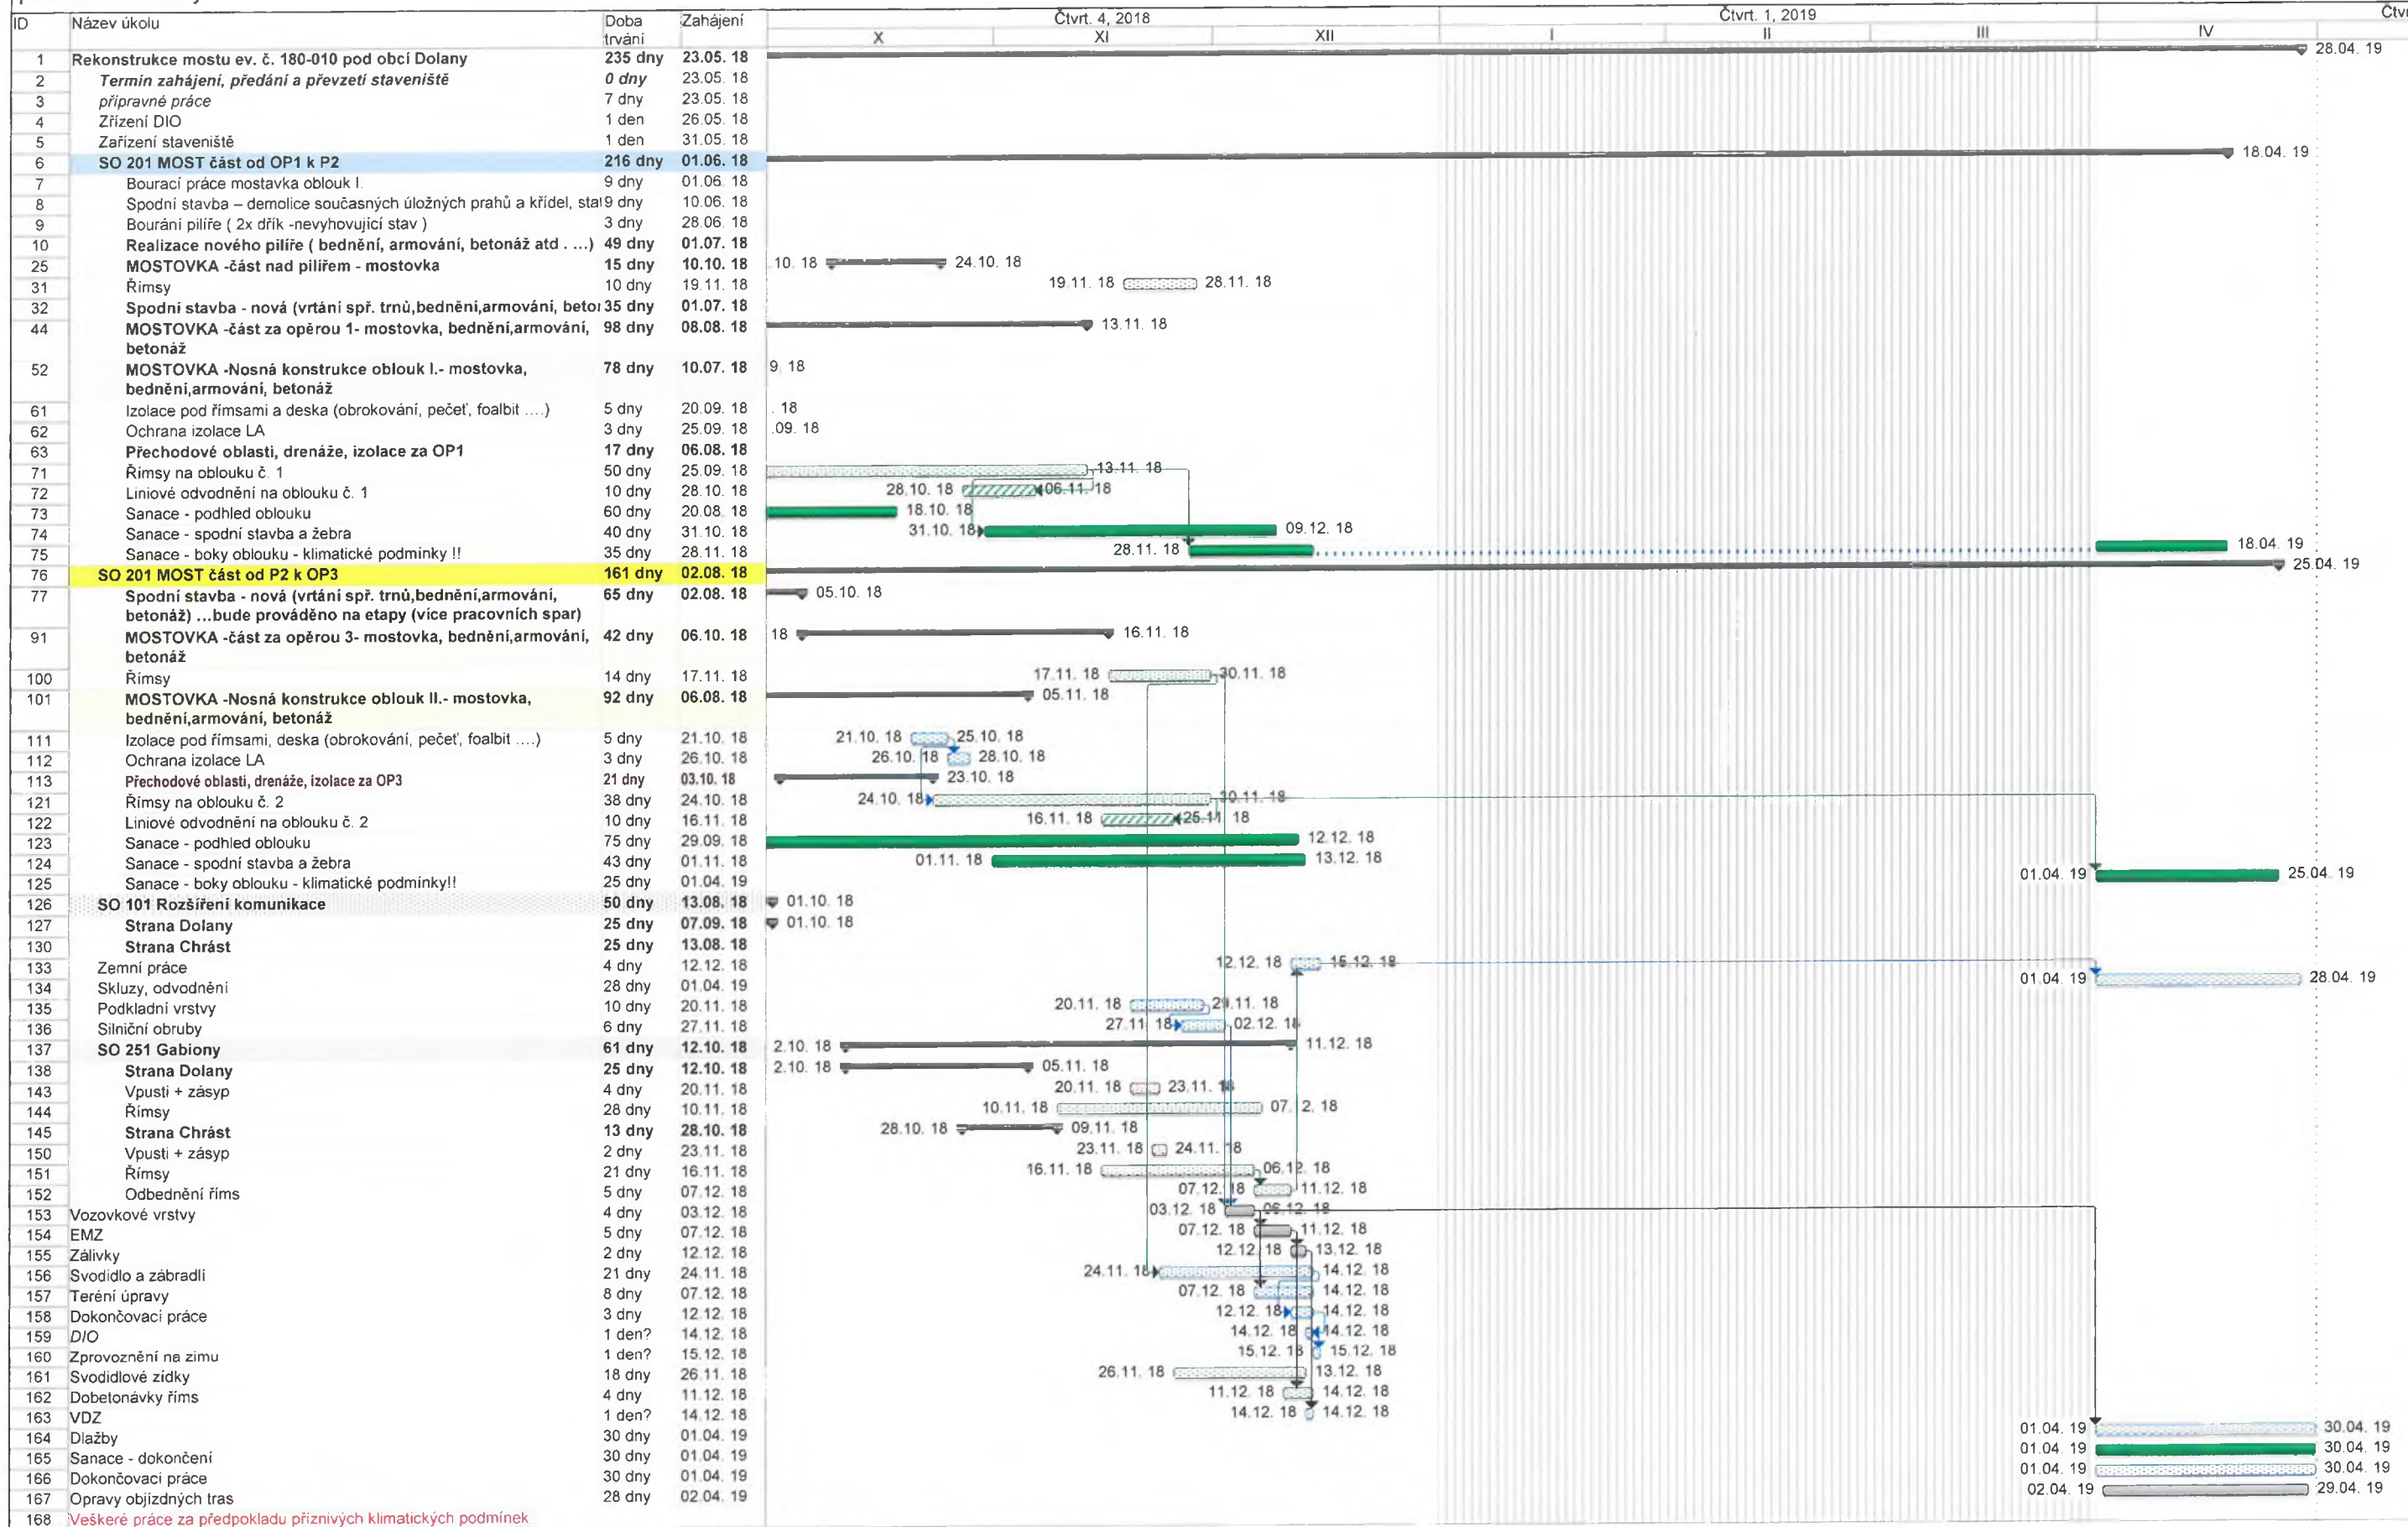 ID Název úkolu Doba trvání Zahájení Čtvrt. 4, 2018 Čtvrt. 1, 2019 Čtv
X XI XII I II III IV
1 Rekonstrukce mostu ev. č. 180-010 pod obcí Dolany 235 dny 23.05. 18 28.04. 19
2 Termin zahájení, předání a převzetí staveniště 0 dny 23.05. 18
3 přípravné práce 7 dny 23.05. 18
4 Zřízení DIO 1 den 26.05. 18
5 Zařízení staveniště 1 den 31.05. 18
6 SO 201 MOST část od OP1 k P2 216 dny 01.06. 18 18.04. 19
7 Bourací práce mostavka oblouk I. 9 dny 01.06. 18
8 Spodní stavba – demolice současných úložných prahů a křídel, stat 9 dny 10.06. 18
9 Bourání pilíře ( 2x dřík -nevyhovující stav ) 3 dny 28.06. 18
10 Realizace nového pilíře ( bednění, armování, betonáž atd . ...) 49 dny 01.07. 18
25 MOSTOVKA -část nad pilířem - mostovka 15 dny 10.10. 18 .10. 18 24.10. 18
31 Římsy 10 dny 19.11. 18 19.11. 18 28.11. 18
32 Spodní stavba - nová (vrtání spř. trnů,bednění,armování, betor 35 dny 01.07. 18
44 MOSTOVKA -část za opěrou 1- mostovka, bednění,armování, 98 dny 08.08. 18 13.11. 18
betonáž
52 MOSTOVKA -Nosná konstrukce oblouk I.- mostovka, 78 dny 10.07. 18 9. 18
bednění,armování, betonáž
61 Izolace pod římsami a deska (obrokování, pečeť, foalbit ....) 5 dny 20.09. 18 . 18
62 Ochrana izolace LA 3 dny 25.09. 18 .09. 18
63 Přechodové oblasti, drenáže, izolace za OP1 17 dny 06.08. 18
71 Římsy na oblouku č. 1 50 dny 25.09. 18 13.11. 18
72 Liniové odvodnění na oblouku č. 1 10 dny 28.10. 18 28.10. 18 06.11. 18
73 Sanace - podhled oblouku 60 dny 20.08. 18 18.10. 18
74 Sanace - spodní stavba a žebra 40 dny 31.10. 18 31.10. 18 09.12. 18
75 Sanace - boky oblouku - klimatické podmínky !! 35 dny 28.11. 18 28.11. 18 18.04. 19
76 SO 201 MOST část od P2 k OP3 161 dny 02.08. 18 25.04. 19
77 Spodní stavba - nová (vrtání spř. trnů,bednění,armování, 65 dny 02.08. 18 05.10. 18
betonáž) ...bude prováděno na etapy (více pracovních spar)
91 MOSTOVKA -část za opěrou 3- mostovka, bednění,armování, 42 dny 06.10. 18 18 16.11. 18
betonáž
100 Římsy 14 dny 17.11. 18 17.11. 18 30.11. 18
101 MOSTOVKA -Nosná konstrukce oblouk II.- mostovka, 92 dny 06.08. 18 05.11. 18
bednění,armování, betonáž
111 Izolace pod římsami, deska (obrokování, pečeť, foalbit ....) 5 dny 21.10. 18 21.10. 18 25.10. 18
112 Ochrana izolace LA 3 dny 26.10. 18 26.10. 18 28.10. 18
113 Přechodové oblasti, drenáže, izolace za OP3 21 dny 03.10. 18 23.10. 18
121 Římsy na oblouku č. 2 38 dny 24.10. 18 24.10. 18 30.11. 18
122 Liniové odvodnění na oblouku č. 2 10 dny 16.11. 18 16.11. 18 25.11. 18
123 Sanace - podhled oblouku 75 dny 29.09. 18 12.12. 18
124 Sanace - spodní stavba a žebra 43 dny 01.11. 18 01.11. 18 13.12. 18
125 Sanace - boky oblouku - klimatické podmínky!! 25 dny 01.04. 19 01.04. 19 25.04. 19
126 SO 101 Rozšíření komunikace 50 dny 13.08. 18 01.10. 18
127 Strana Dolany 25 dny 07.09. 18 01.10. 18
130 Strana Chrást 25 dny 13.08. 18
133 Zemní práce 4 dny 12.12. 18 12.12. 18 15.12. 18
134 Skluzy, odvodnění 28 dny 01.04. 19 01.04. 19 28.04. 19
135 Podkladní vrstvy 10 dny 20.11. 18 20.11. 18 29.11. 18
136 Silniční obruby 6 dny 27.11. 18 27.11. 18 02.12. 18
137 SO 251 Gabiony 61 dny 12.10. 18 2.10. 18 11.12. 18
138 Strana Dolany 25 dny 12.10. 18 2.10. 18 05.11. 18
143 Vpusti + zásyp 4 dny 20.11. 18 20.11. 18 23.11. 18
144 Římsy 28 dny 10.11. 18 10.11. 18 07.12. 18
145 Strana Chrást 13 dny 28.10. 18 28.10. 18 09.11. 18
150 Vpusti + zásyp 2 dny 23.11. 18 23.11. 18 24.11. 18
151 Římsy 21 dny 16.11. 18 16.11. 18 06.12. 18
152 Odbednění říms 5 dny 07.12. 18 07.12. 18 11.12. 18
153 Vozovkové vrstvy 4 dny 03.12. 18 03.12. 18 06.12. 18
154 EMZ 5 dny 07.12. 18 07.12. 18 11.12. 18
155 Zálivky 2 dny 12.12. 18 12.12. 18 13.12. 18
156 Svodidlo a zábradlí 21 dny 24.11. 18 24.11. 18 14.12. 18
157 Teréní úpravy 8 dny 07.12. 18 07.12. 18 14.12. 18
158 Dokončovací práce 3 dny 12.12. 18 12.12. 18 14.12. 18
159 DIO 1 den? 14.12. 18 14.12. 18 14.12. 18
160 Zprovoznění na zimu 1 den? 15.12. 18 15.12. 18 15.12. 18
161 Svodidlové zídky 18 dny 26.11. 18 26.11. 18 13.12. 18
162 Dobetonávky říms 4 dny 11.12. 18 11.12. 18 14.12. 18
163 VDZ 1 den? 14.12. 18 14.12. 18 14.12. 18
164 Dlažby 30 dny 01.04. 19 01.04. 19 30.04. 19
165 Sanace - dokončení 30 dny 01.04. 19 01.04. 19 30.04. 19
166 Dokončovací práce 30 dny 01.04. 19 01.04. 19 30.04. 19
167 Opravy objízdných tras 28 dny 02.04. 19 02.04. 19 29.04. 19
168 Veškeré práce za předpokladu příznivých klimatických podmínek